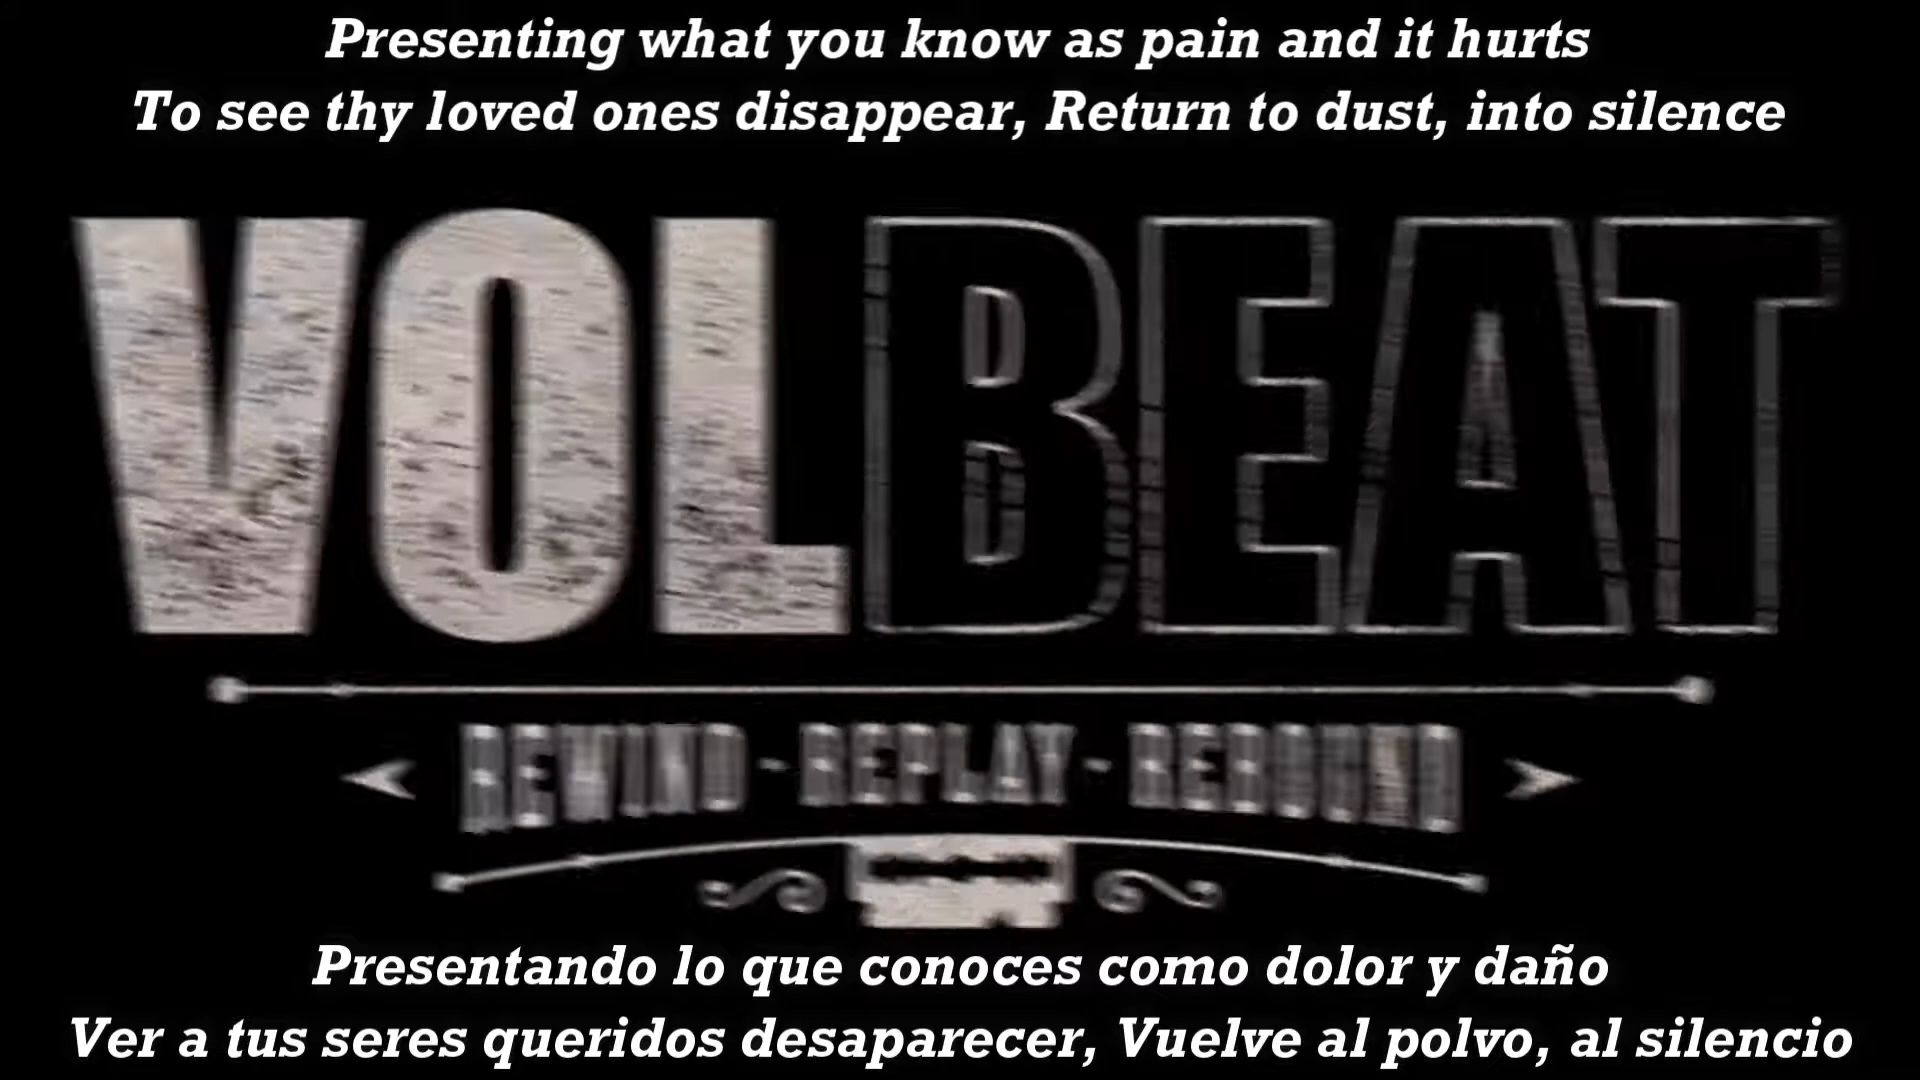 Presenting what you know as pain and it hurts
To see thy loved ones disappear, Return to dust, into silence
VOLBEAT
REWIND - REPLAY - REBOUND
Presentando lo que conoces como dolor y daño
Ver a tus seres queridos desaparecer, Vuelve al polvo, al silencio